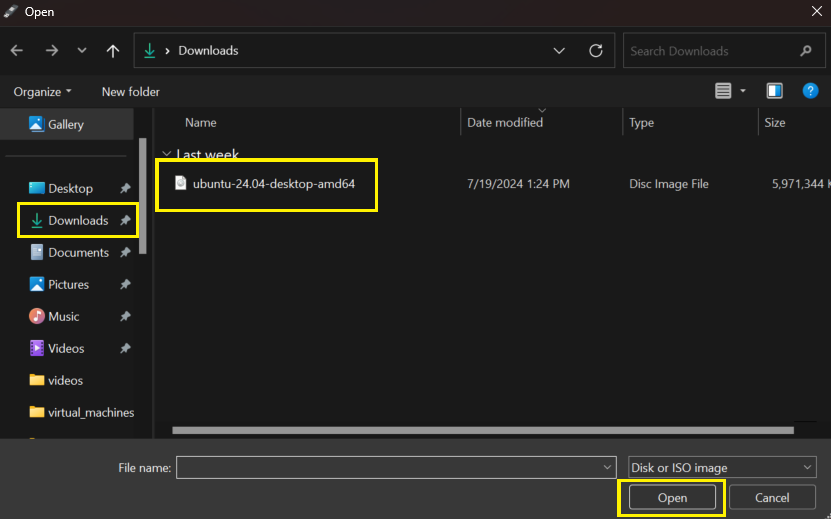 Open
Downloads
Search Downloads
Organize
New folder
Gallery
Name
Date modified
Type
Size
Last week
ubuntu-24.04-desktop-amd64
7/19/2024 1:24 PM
Disc Image File
5,971,344 K
Desktop
Downloads
Documents
Pictures
Music
Videos
videos
virtual_machines
File name:
Disk or ISO image
Open
Cancel